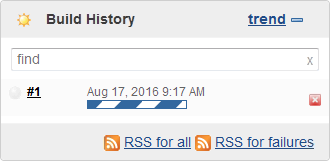 Build History trend
find x
#1 Aug 17, 2016 9:17 AM
RSS for all RSS for failures